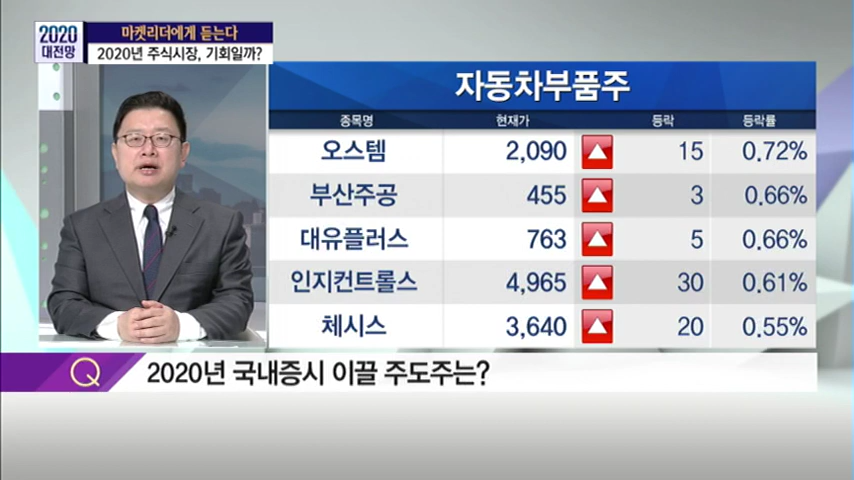 2020
대전망
마켓리더에게 듣는다
2020년 주식시장, 기회일까?
자동차부품주
종목명 현재가 등락 등락률
오스템 2,090 15 0.72%
부산주공 455 3 0.66%
대유플러스 763 5 0.66%
인지컨트롤스 4,965 30 0.61%
체시스 3,640 20 0.55%
Q 2020년 국내증시 이끌 주도주는?